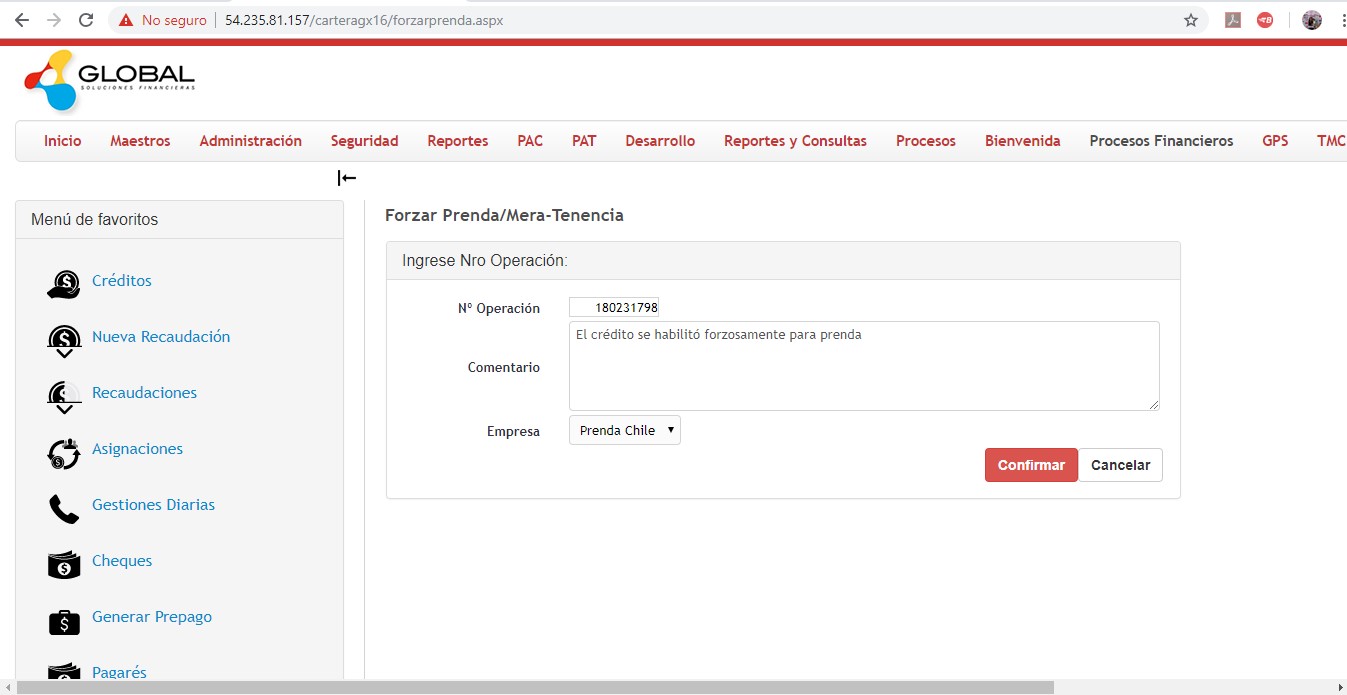 No seguro
54.235.81.157/carteragx16/forzarprenda.aspx
GLOBAL
SOLUCIONES FINANCIERAS
Inicio Maestros Administración Seguridad Reportes PAC PAT Desarrollo Reportes y Consultas Procesos Bienvenida Procesos Financieros GPS TMC
Menú de favoritos
Créditos
Nueva Recaudación
Recaudaciones
Asignaciones
Gestiones Diarias
Cheques
Generar Prepago
Pagarés
Forzar Prenda/Mera-Tenencia
Ingrese Nro Operación:
Nº Operación 180231798
Comentario El crédito se habilitó forzosamente para prenda
Empresa Prenda Chile
Confirmar Cancelar